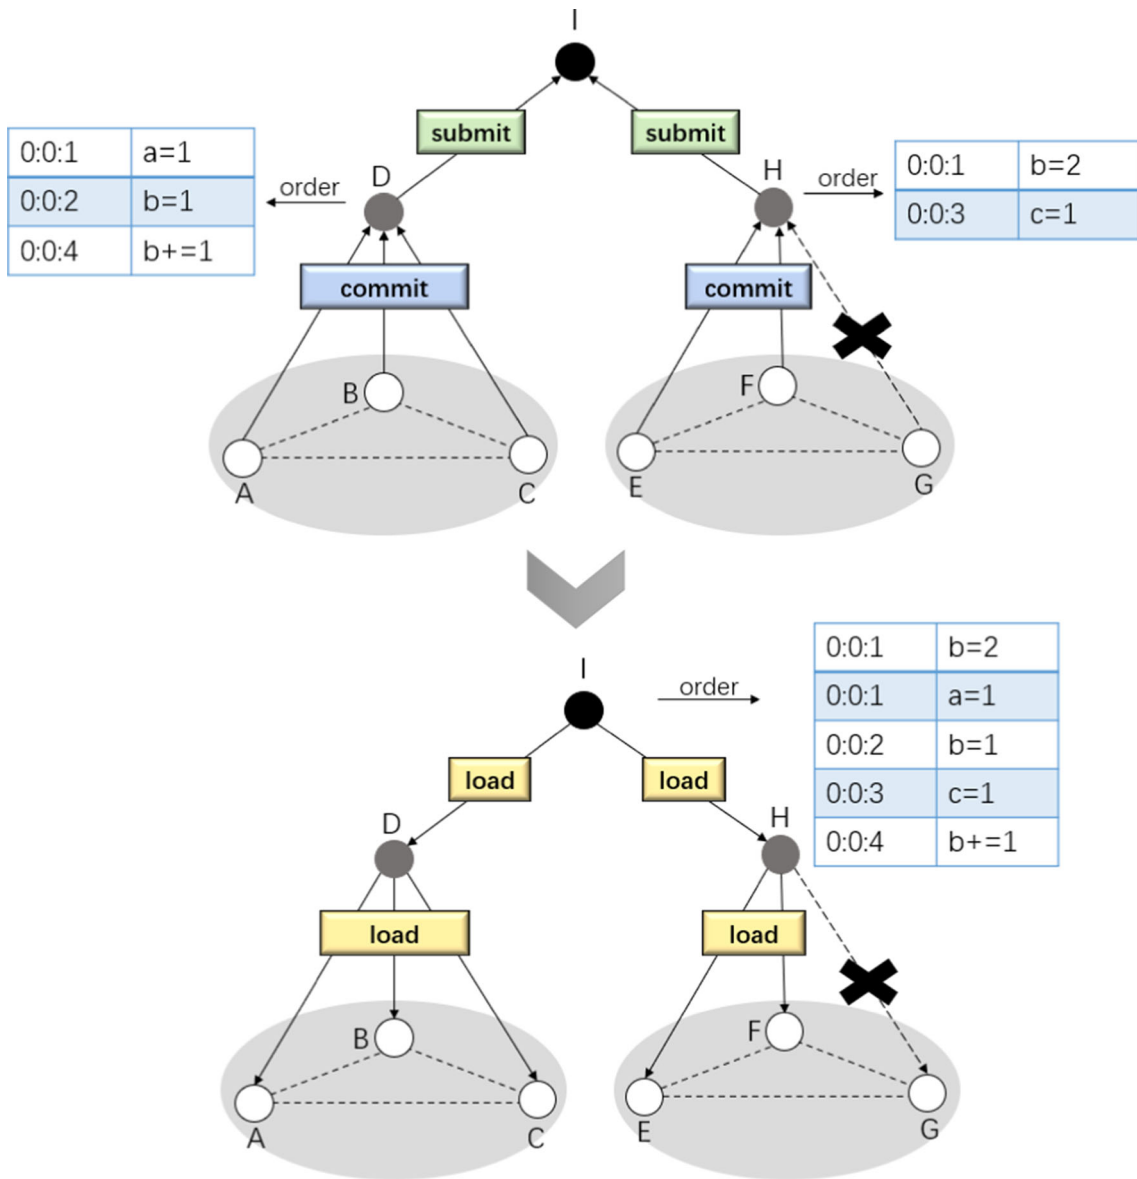 I
submit
submit
0:0:1 a=1
0:0:2 b=1
0:0:4 b+=1
order
D
H
order
0:0:1 b=2
0:0:3 c=1
commit
commit
B
F
A
C
E
G
I
order
0:0:1 b=2
0:0:1 a=1
0:0:2 b=1
0:0:3 c=1
0:0:4 b+=1
load
load
D
H
load
load
B
F
A
C
E
G